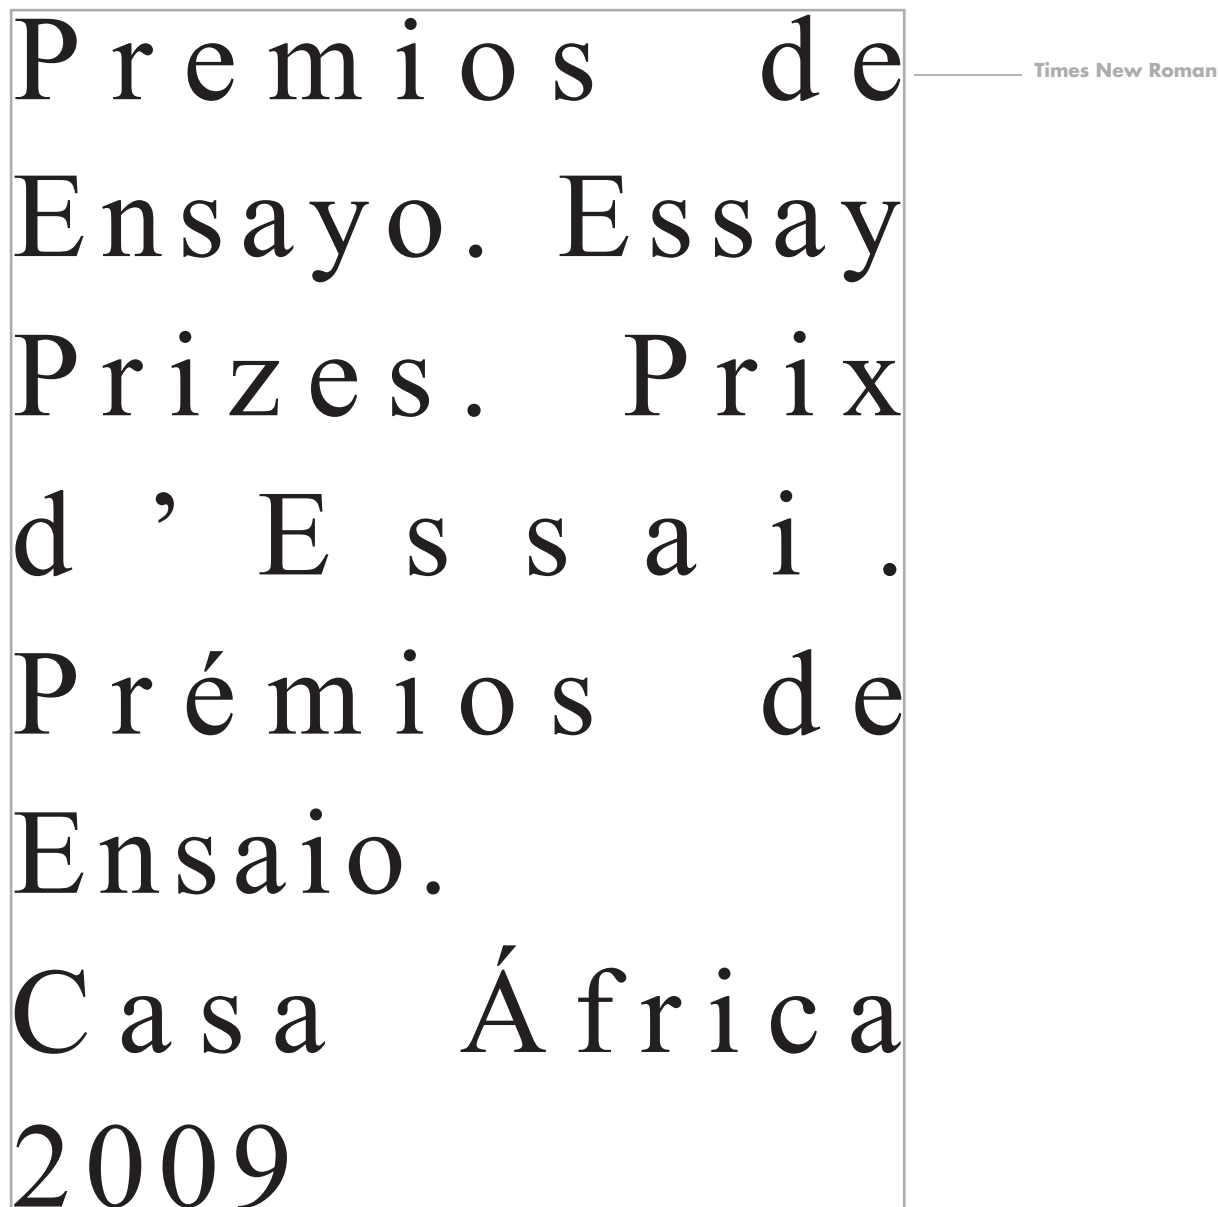 Premios de
Ensayo. Essay
Prizes. Prix
d’Essai.
Prémios de
Ensaio.
Casa África
2009
Times New Roman